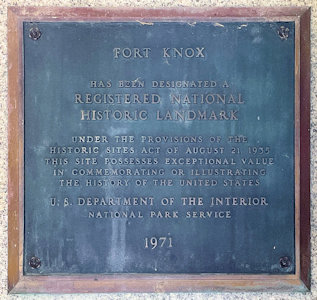 FORT KNOX
HAS BEEN DESIGNATED A
REGISTERED NATIONAL
HISTORIC LANDMARK
UNDER THE PROVISIONS OF THE
HISTORIC SITES ACT OF AUGUST 21, 1935
THIS SITE POSSESSES EXCEPTIONAL VALUE
IN COMMEMORATING OR ILLUSTRATING
THE HISTORY OF THE UNITED STATES
U. S. DEPARTMENT OF THE INTERIOR
NATIONAL PARK SERVICE
1971